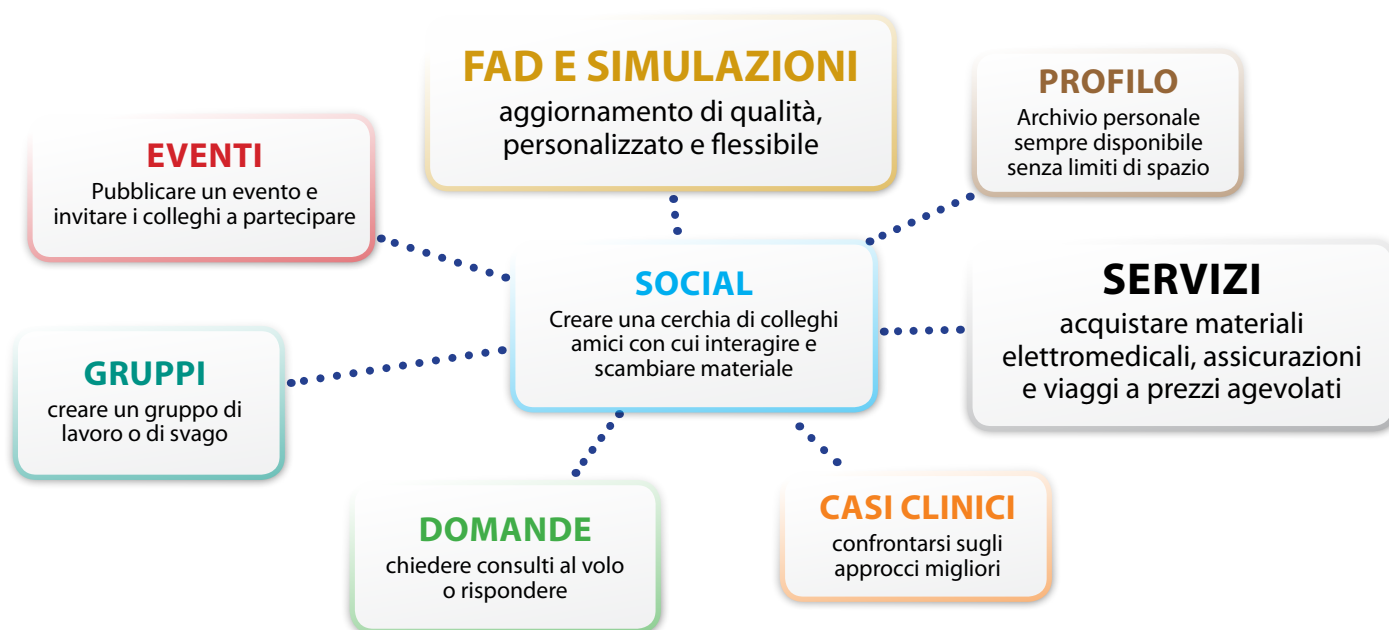 FAD E SIMULAZIONI
aggiornamento di qualità,
personalizzato e flessibile
PROFILO
Archivio personale
sempre disponibile
senza limiti di spazio
EVENTI
Pubblicare un evento e
invitare i colleghi a partecipare
SOCIAL
Creare una cerchia di colleghi
amici con cui interagire e
scambiare materiale
SERVIZI
acquistare materiali
elettromedicali, assicurazioni
e viaggi a prezzi agevolati
GRUPPI
creare un gruppo di
lavoro o di svago
DOMANDE
chiedere consulti al volo
o rispondere
CASI CLINICI
confrontarsi sugli
approcci migliori